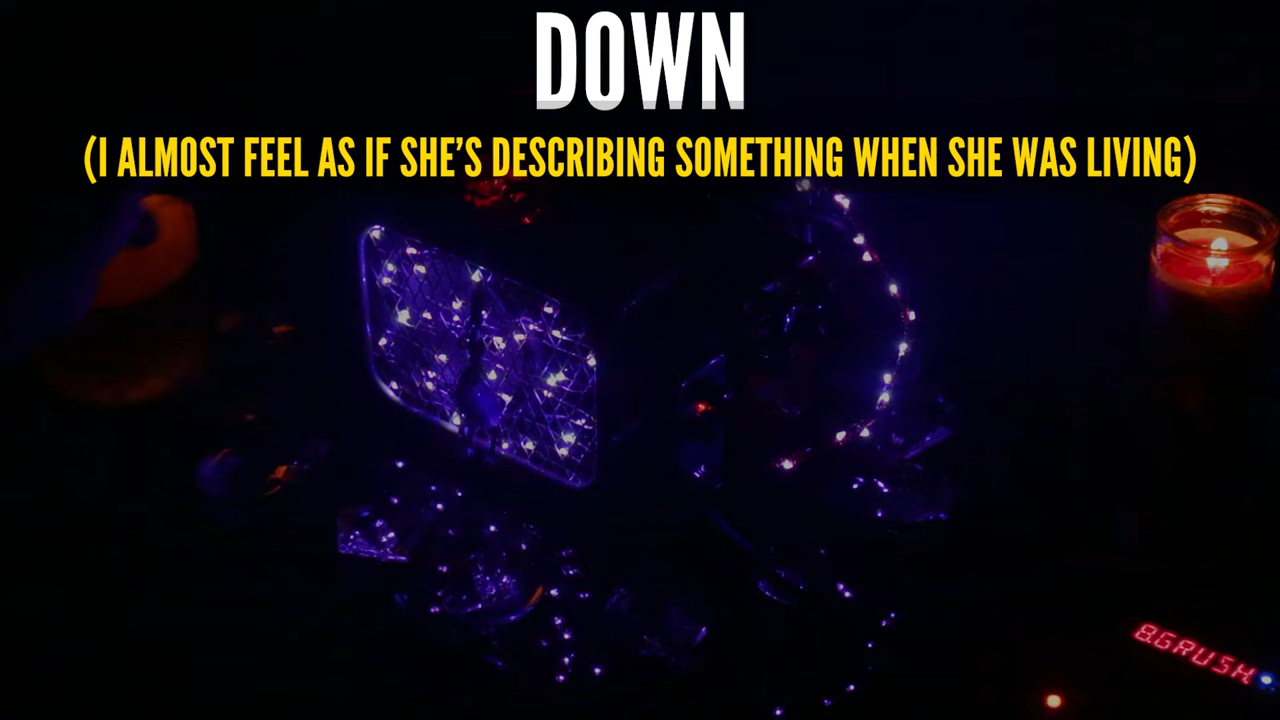 DOWN
(I ALMOST FEEL AS IF SHE’S DESCRIBING SOMETHING WHEN SHE WAS LIVING)